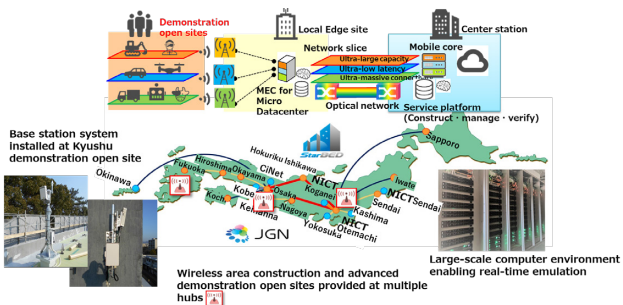 Demonstration
open sites
Local Edge site
Center station
Network slice
Mobile core
Ultra-large capacity
Ultra-low latency
Ultra-massive connections
MEC for
Micro
Datacenter
Optical network
Service platform
(Construct・manage・verify)
Base station system
installed at Kyushu
demonstration open site
StarBED
Sapporo
Hokuriku Ishikawa
Hiroshima
Okayama
CiNet
Fukuoka
Okinawa
NICT
Koganei
Iwate
Kobe
Osaka
NICT
Sendai
Sendai
Kochi
Nagoya
Kashima
Keihanna
NICT
Yokosuka
Otemachi
JGN
Large-scale computer environment
enabling real-time emulation
Wireless area construction and advanced
demonstration open sites provided at multiple
hubs